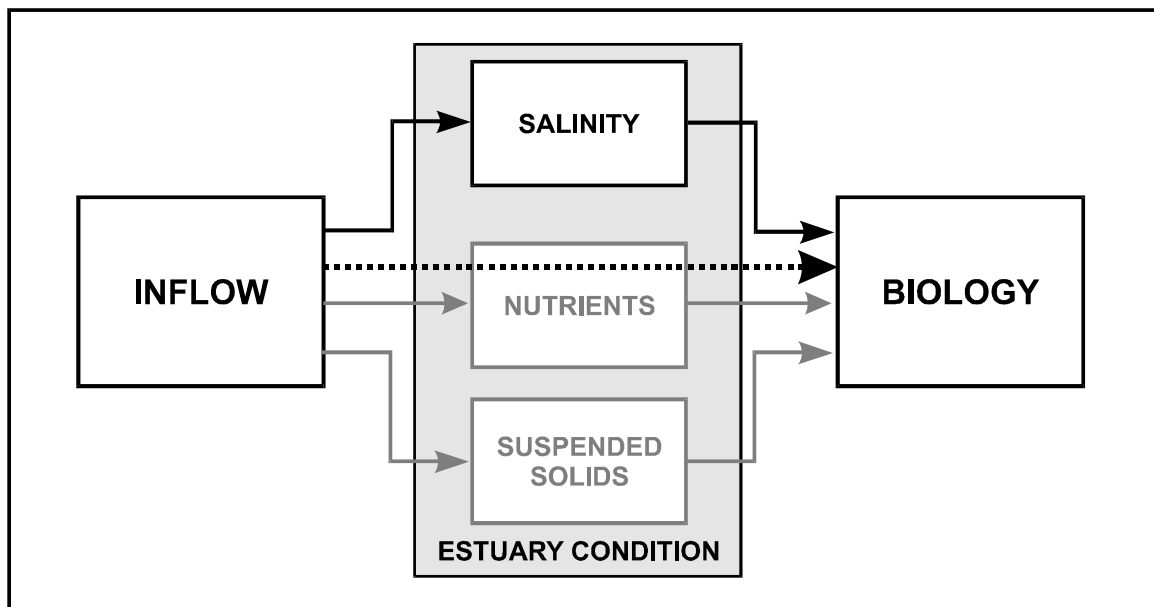 SALINITY
INFLOW
NUTRIENTS
BIOLOGY
SUSPENDED
SOLIDS
ESTUARY CONDITION